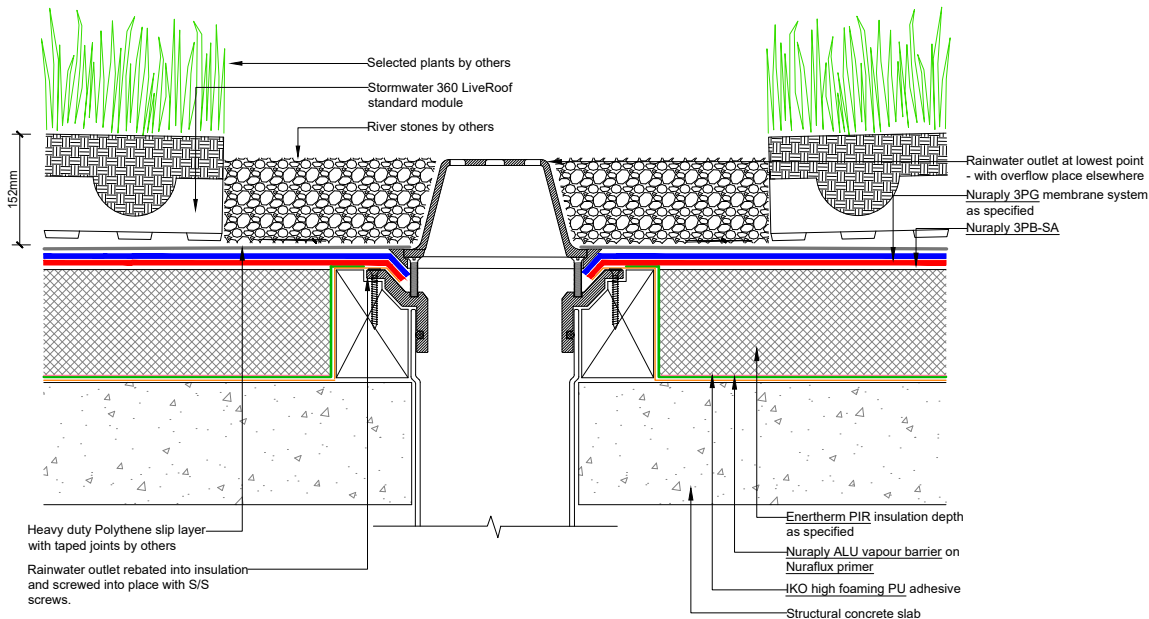 Selected plants by others
Stormwater 360 LiveRoof
standard module
River stones by others
152mm
Rainwater outlet at lowest point
- with overflow place elsewhere
Nuraply 3PG membrane system
as specified
Nuraply 3PB-SA
Heavy duty Polythene slip layer
with taped joints by others
Rainwater outlet rebated into insulation
and screwed into place with S/S
screws.
Enertherm PIR insulation depth
as specified
Nuraply ALU vapour barrier on
Nuraflux primer
IKO high foaming PU adhesive
Structural concrete slab